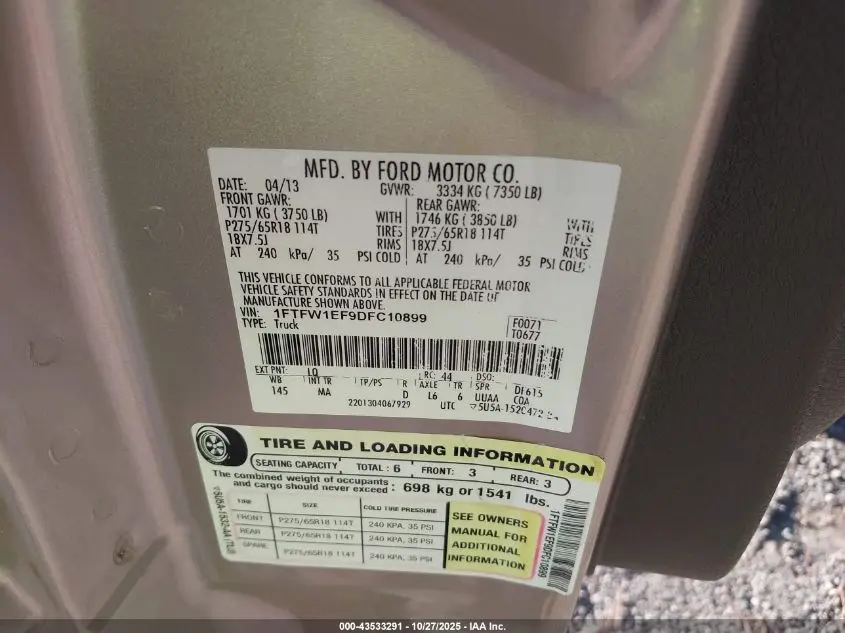 MFD. BY FORD MOTOR CO.
DATE: 04/13 GVWR: 3334 KG ( 7350 LB)
FRONT GAWR: REAR GAWR:
1701 KG ( 3750 LB) WITH 1746 KG ( 3850 LB) WITH
P275/65R18 114T TIRES P275/65R18 114T TIRES
18X7.5J RIMS 18X7.5J RIMS
AT 240 kPa/ 35 PSI COLD AT 240 kPa/ 35 PSI COLD
THIS VEHICLE CONFORMS TO ALL APPLICABLE FEDERAL MOTOR
VEHICLE SAFETY STANDARDS IN EFFECT ON THE DATE OF
MANUFACTURE SHOWN ABOVE.
VIN: 1FTFW1EF9DFC10899 F0071
TYPE: Truck T0677
EXT PNT: LQ RC: 44 DSO:
WB INT TR TP/PS R AXLE TR SPR DF615
145 MA D L6 6 UUAA CQA
2201304067929 UTC
TIRE AND LOADING INFORMATION
SEATING CAPACITY TOTAL : 6 FRONT: 3 REAR: 3
The combined weight of occupants
and cargo should never exceed : 698 kg or 1541 lbs.
TIRE SIZE COLD TIRE PRESSURE
FRONT P275/65R18 114T 240 KPA, 35 PSI
REAR P275/65R18 114T 240 KPA, 35 PSI
SPARE P275/65R18 114T 240 KPA, 35 PSI
SEE OWNERS
MANUAL FOR
ADDITIONAL
INFORMATION
1FTFW1EF9DFC10899
000-43533291 - 10/27/2025 - IAA Inc.